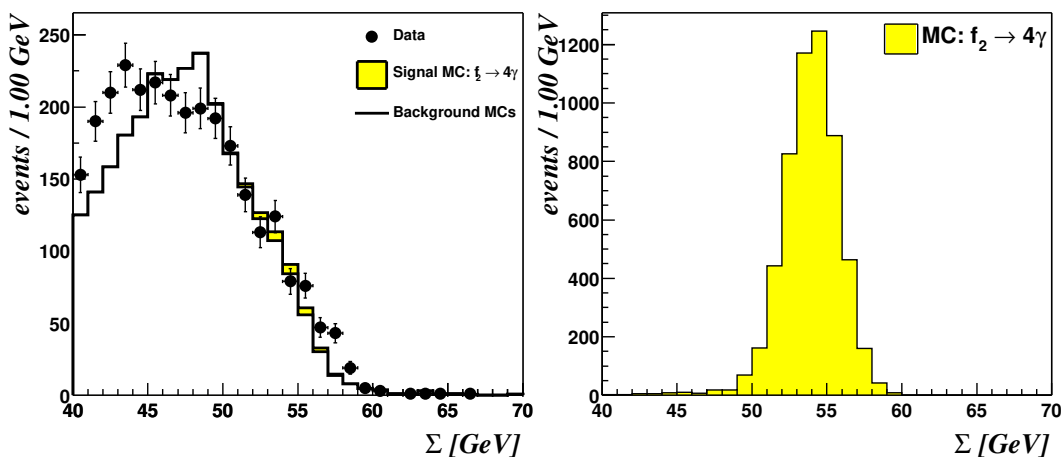 events / 1.00 GeV
250
200
150
100
50
0
40 45 50 55 60 65 70
Σ [GeV]
Data
Signal MC: f₂ → 4γ
Background MCs
events / 1.00 GeV
1200
1000
800
600
400
200
0
40 45 50 55 60 65 70
Σ [GeV]
MC: f₂ → 4γ